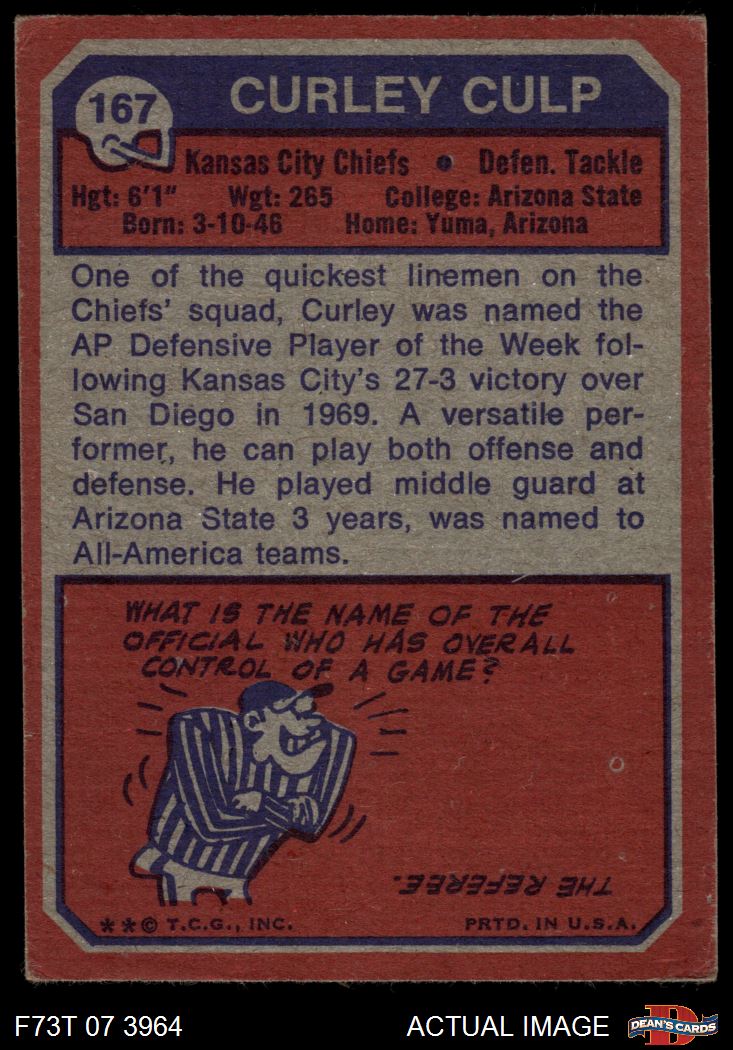 167
CURLEY CULP
Kansas City Chiefs • Defen. Tackle
Hgt: 6'1" Wgt: 265 College: Arizona State
Born: 3-10-46 Home: Yuma, Arizona
One of the quickest linemen on the
Chiefs' squad, Curley was named the
AP Defensive Player of the Week fol-
lowing Kansas City's 27-3 victory over
San Diego in 1969. A versatile per-
former, he can play both offense and
defense. He played middle guard at
Arizona State 3 years, was named to
All-America teams.
WHAT IS THE NAME OF THE
OFFICIAL WHO HAS OVERALL
CONTROL OF A GAME?
THE REFEREE.
**© T.C.G., INC. PRTD. IN U.S.A.
F73T 07 3964 ACTUAL IMAGE
D
DEAN'S CARDS